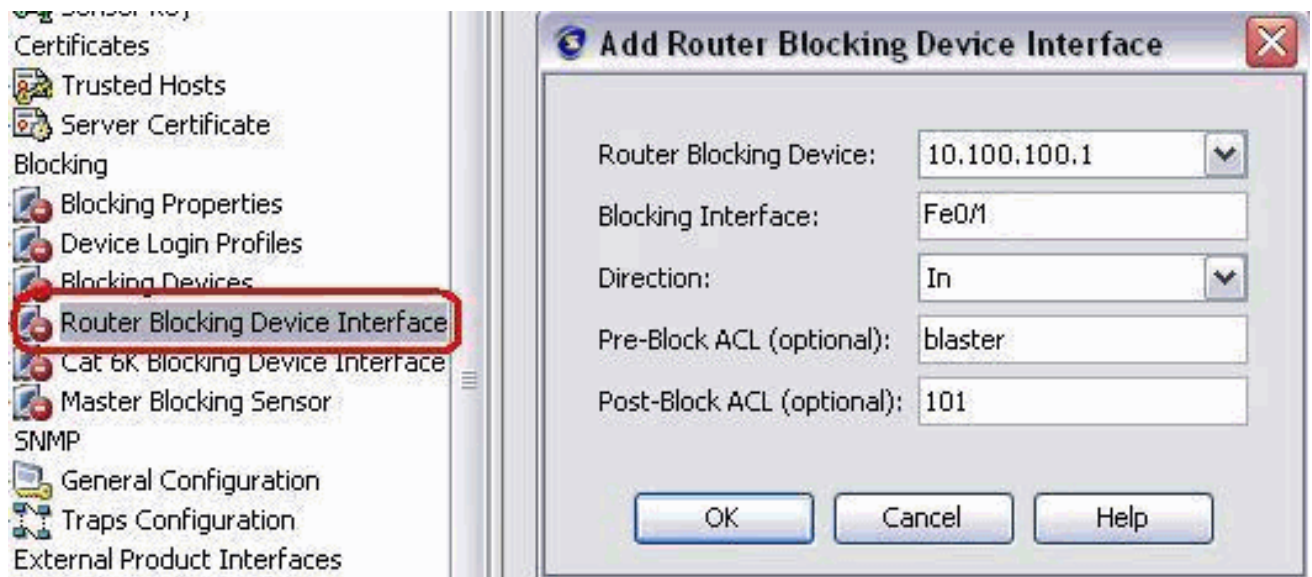 Sensor Key
Certificates
Trusted Hosts
Server Certificate
Blocking
Blocking Properties
Device Login Profiles
Blocking Devices
Router Blocking Device Interface
Cat 6K Blocking Device Interface
Master Blocking Sensor
SNMP
General Configuration
Traps Configuration
External Product Interfaces
Add Router Blocking Device Interface
Router Blocking Device: 10.100.100.1
Blocking Interface: Fe0/1
Direction: In
Pre-Block ACL (optional): blaster
Post-Block ACL (optional): 101
OK Cancel Help